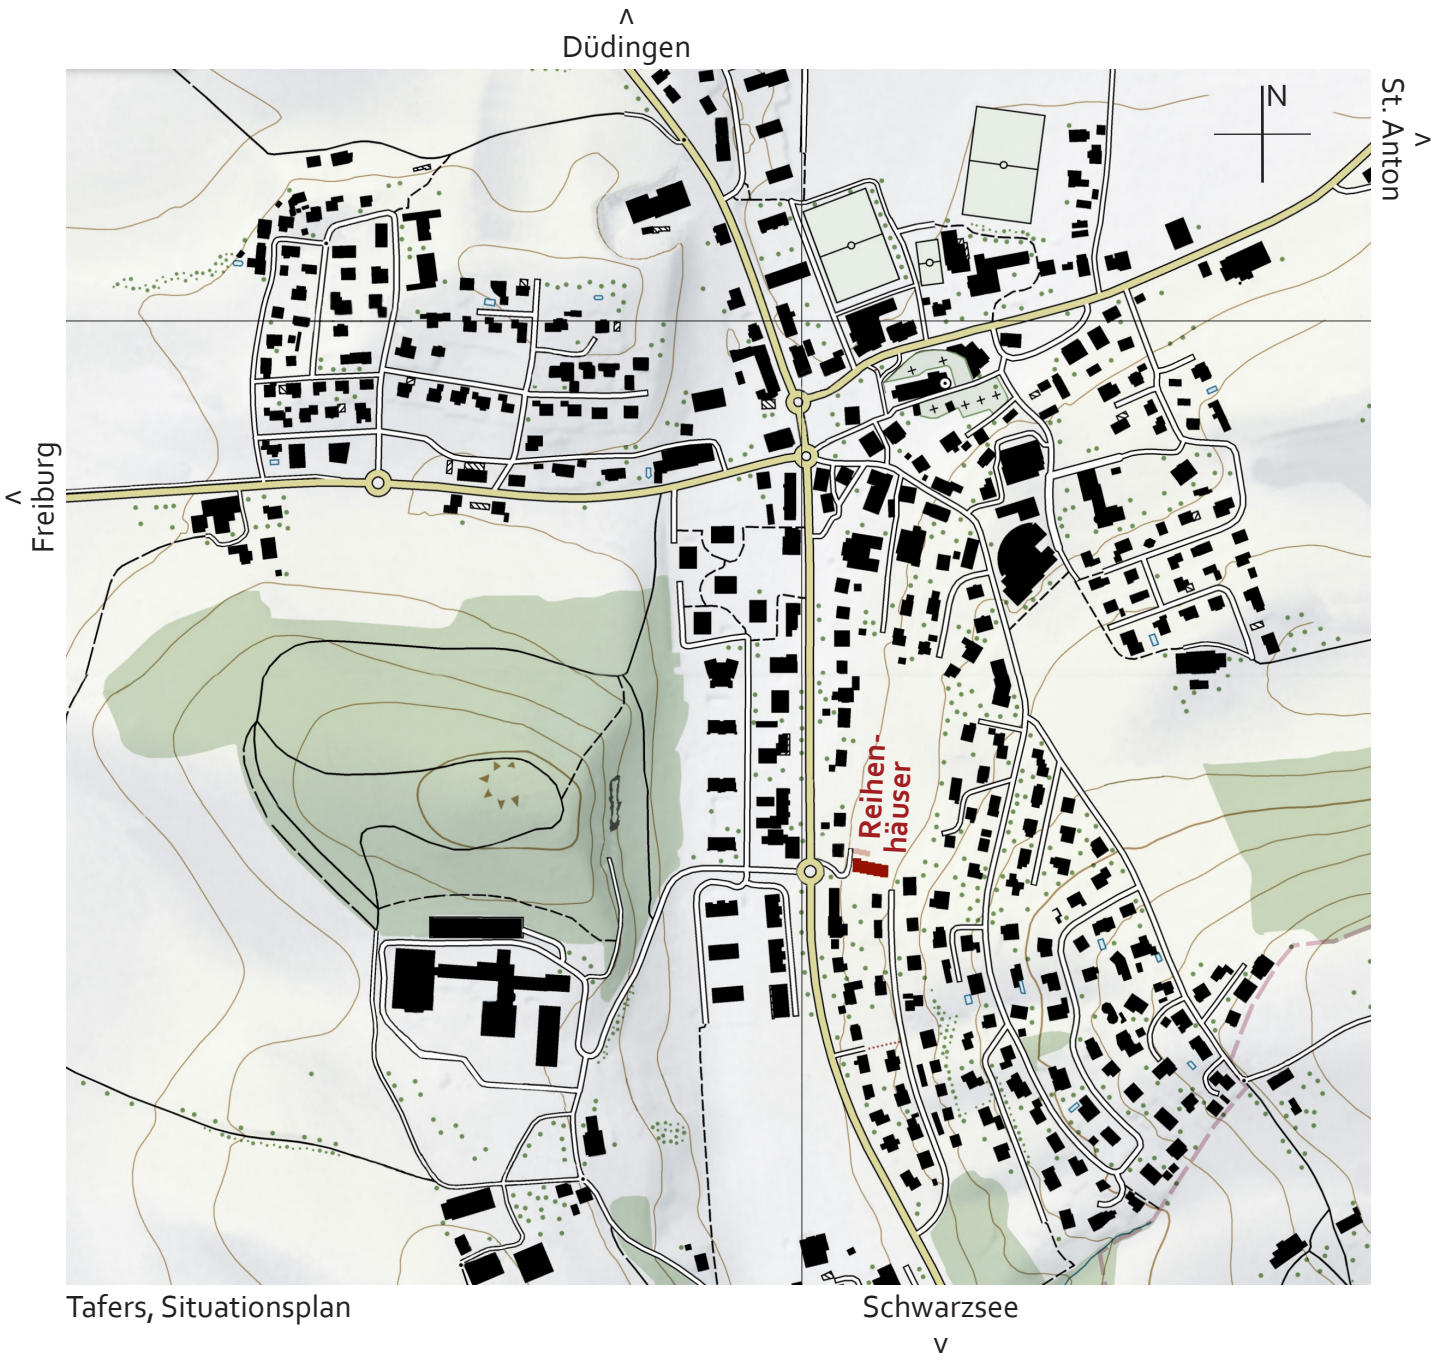 ^
Düdingen
N
St. Anton
^
^
Freiburg
Reihen-
häuser
Tafers, Situationsplan
Schwarzsee
v